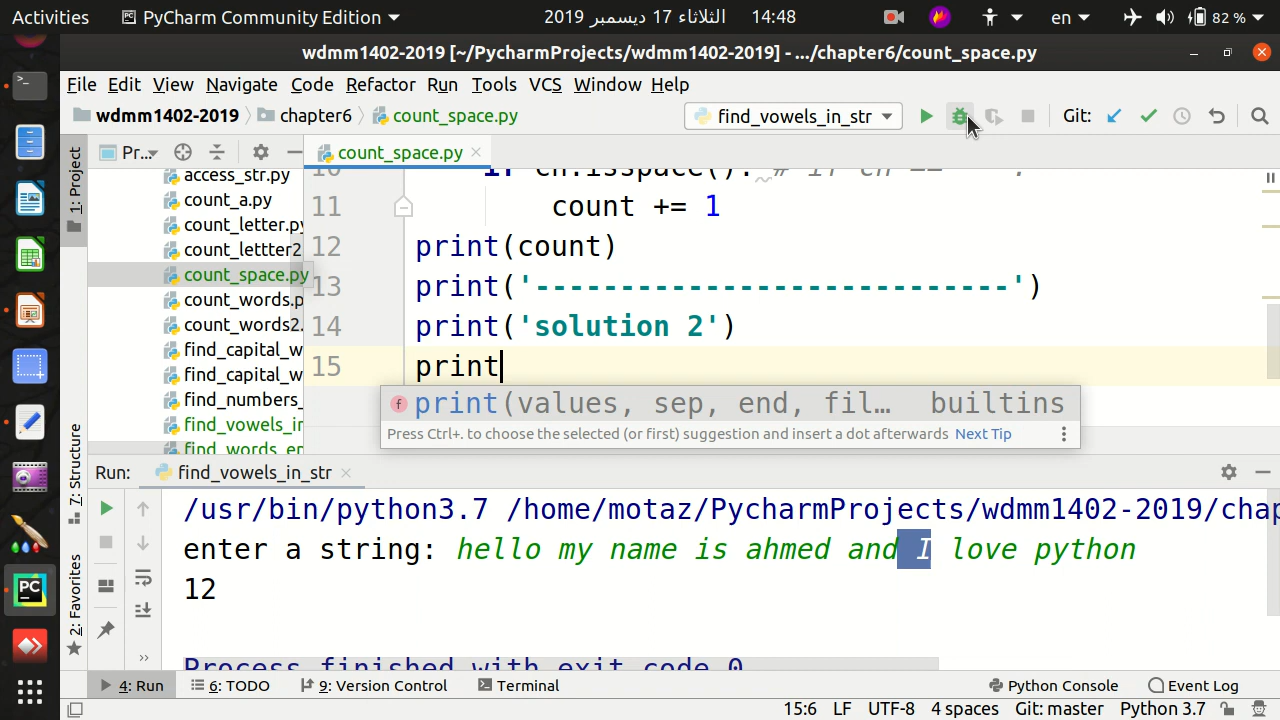 Activities PyCharm Community Edition الثلاثاء 17 ديسمبر 2019 14:48 en 82 %
wdmm1402-2019 [~/PycharmProjects/wdmm1402-2019] - .../chapter6/count_space.py
File Edit View Navigate Code Refactor Run Tools VCS Window Help
wdmm1402-2019 chapter6 count_space.py find_vowels_in_str Git:
1: Project
Pr... count_space.py
access_str.py
count_a.py
count_letter.py
count_lettter2
count_space.py
count_words.p
count_words2.
find_capital_w
find_capital_w
find_numbers_
find_vowels_in
find_words_en
11 count += 1
12 print(count)
13 print('----------------------------')
14 print('solution 2')
15 print
print(values, sep, end, fil... builtins
Press Ctrl+. to choose the selected (or first) suggestion and insert a dot afterwards Next Tip
7: Structure
2: Favorites
Run: find_vowels_in_str
/usr/bin/python3.7 /home/motaz/PycharmProjects/wdmm1402-2019/chap
enter a string: hello my name is ahmed and I love python
12
Process finished with exit code 0
4: Run 6: TODO 9: Version Control Terminal Python Console Event Log
15:6 LF UTF-8 4 spaces Git: master Python 3.7